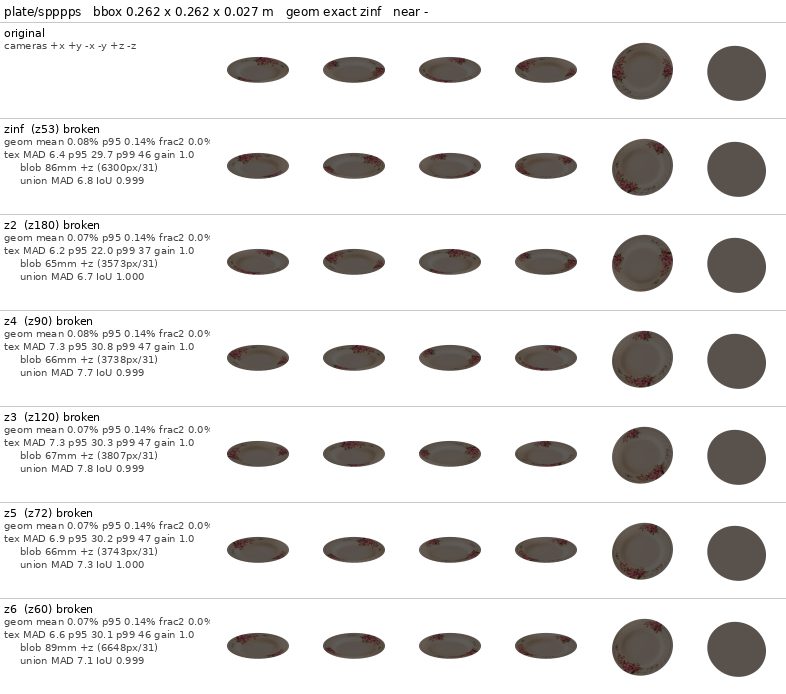 plate/spppps   bbox 0.262 x 0.262 x 0.027 m   geom exact zinf   near -
original
cameras +x +y -x -y +z -z
zinf  (z53) broken
geom mean 0.08% p95 0.14% frac2 0.0%
tex MAD 6.4 p95 29.7 p99 46 gain 1.0
blob 86mm +z (6300px/31)
union MAD 6.8 IoU 0.999
z2  (z180) broken
geom mean 0.07% p95 0.14% frac2 0.0%
tex MAD 6.2 p95 22.0 p99 37 gain 1.0
blob 65mm +z (3573px/31)
union MAD 6.7 IoU 1.000
z4  (z90) broken
geom mean 0.08% p95 0.14% frac2 0.0%
tex MAD 7.3 p95 30.8 p99 47 gain 1.0
blob 66mm +z (3738px/31)
union MAD 7.7 IoU 0.999
z3  (z120) broken
geom mean 0.07% p95 0.14% frac2 0.0%
tex MAD 7.3 p95 30.3 p99 47 gain 1.0
blob 67mm +z (3807px/31)
union MAD 7.8 IoU 0.999
z5  (z72) broken
geom mean 0.07% p95 0.14% frac2 0.0%
tex MAD 6.9 p95 30.2 p99 47 gain 1.0
blob 66mm +z (3743px/31)
union MAD 7.3 IoU 1.000
z6  (z60) broken
geom mean 0.07% p95 0.14% frac2 0.0%
tex MAD 6.6 p95 30.1 p99 46 gain 1.0
blob 89mm +z (6648px/31)
union MAD 7.1 IoU 0.999